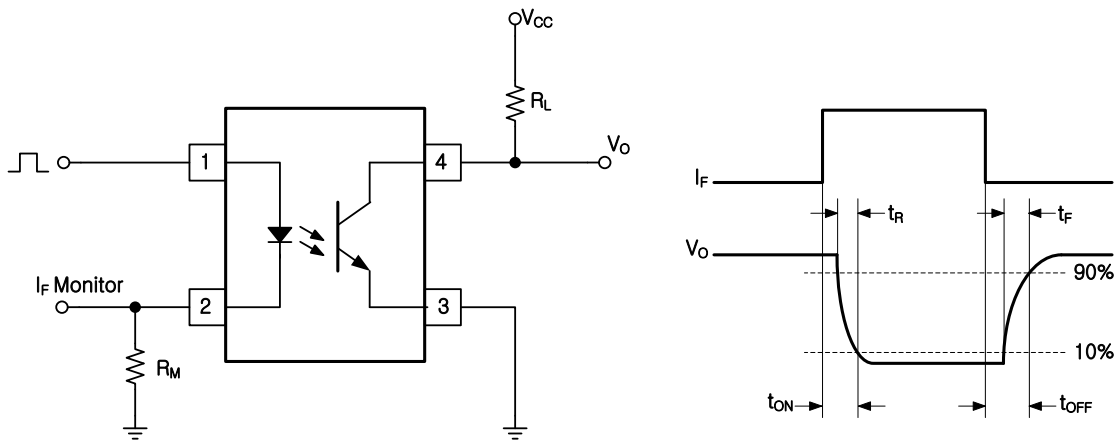 VCC
RL
VO
1
4
IF Monitor
2
3
RM
IF
tR
tF
VO
90%
10%
tON
tOFF